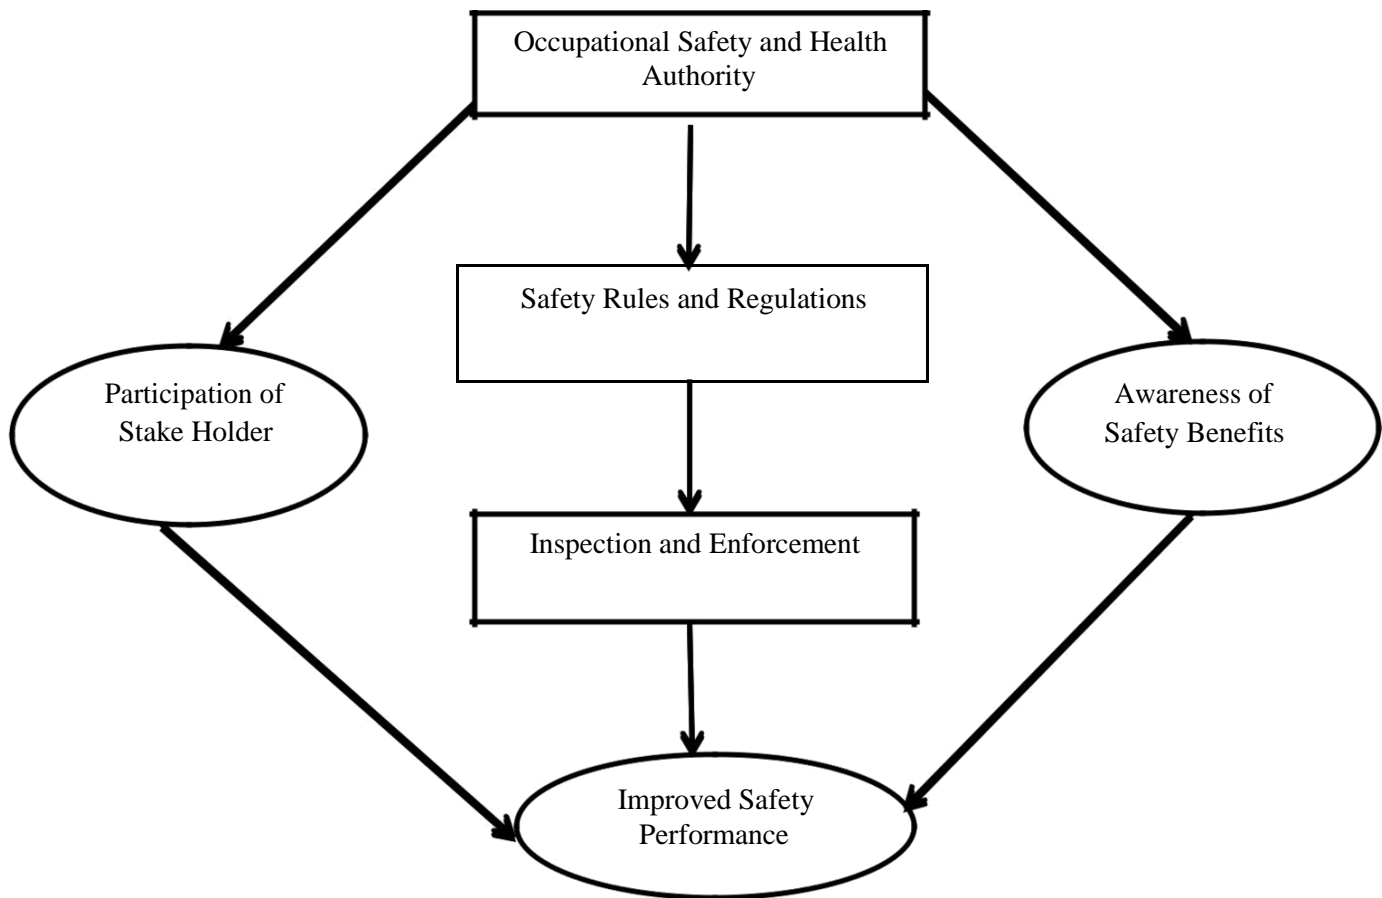 Occupational Safety and Health
Authority
Safety Rules and Regulations
Participation of
Stake Holder
Awareness of
Safety Benefits
Inspection and Enforcement
Improved Safety
Performance